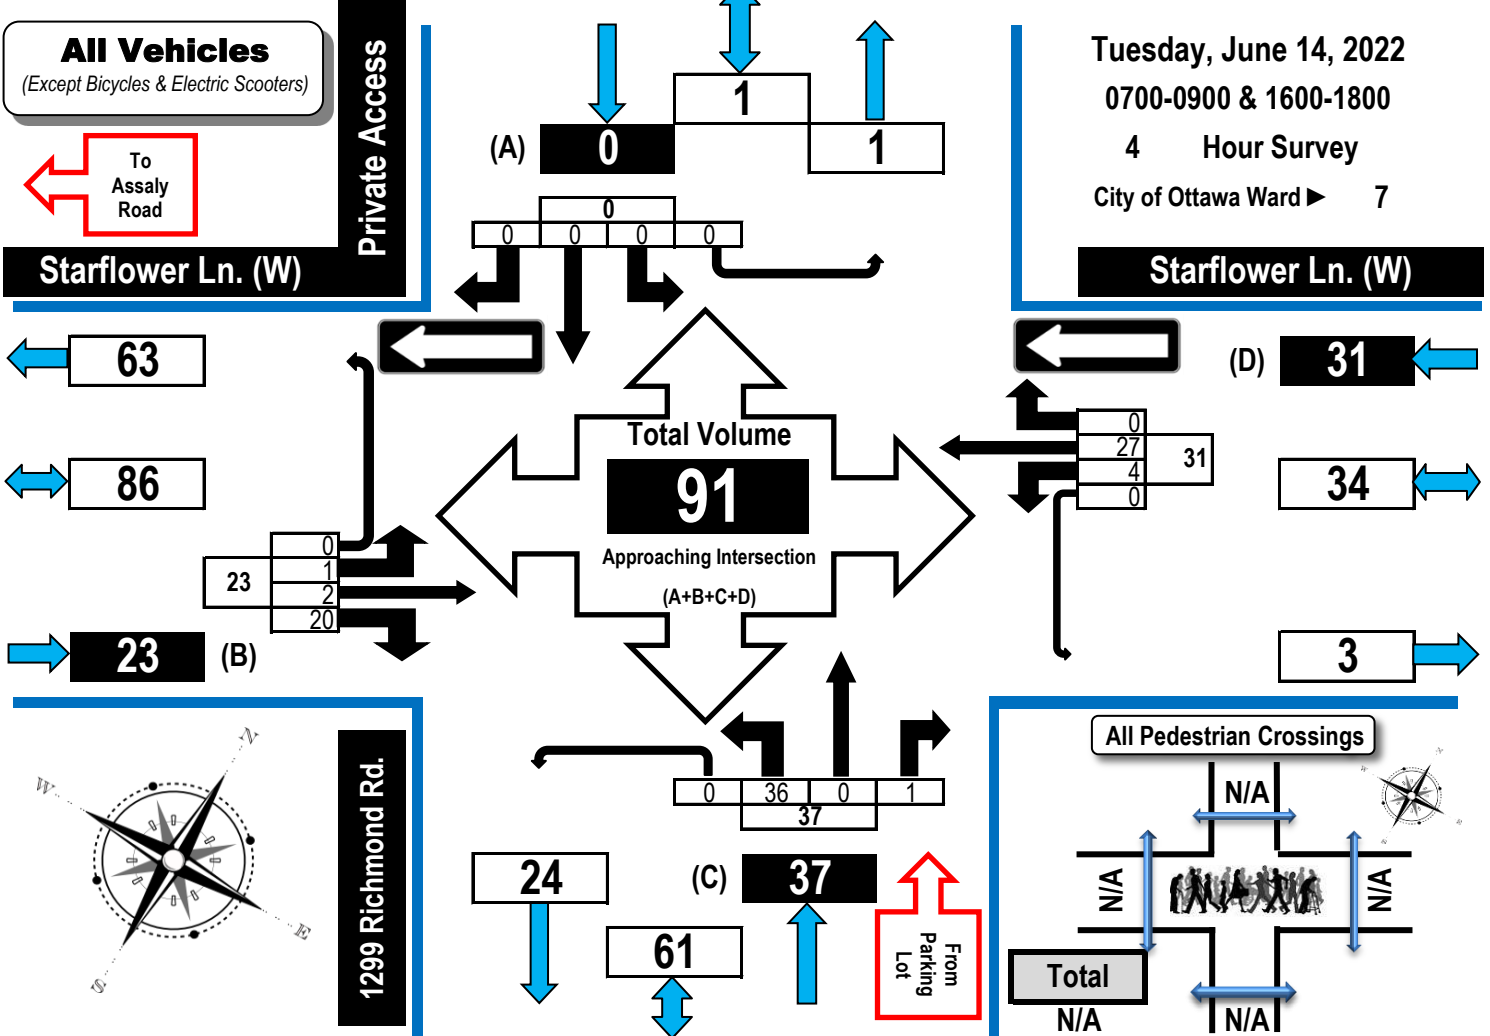 All Vehicles
(Except Bicycles & Electric Scooters)
To
Assaly
Road
Private Access
Starflower Ln. (W)
(A)
0
1
1
0
0
0
0
0
Tuesday, June 14, 2022
0700-0900 & 1600-1800
4 Hour Survey
City of Ottawa Ward ► 7
Starflower Ln. (W)
63
86
0
1
2
20
23
23
(B)
Total Volume
91
Approaching Intersection
(A+B+C+D)
(D)
31
0
27
4
0
31
34
3
N
W
E
S
1299 Richmond Rd.
0
36
0
1
37
24
(C)
37
61
From
Parking
Lot
All Pedestrian Crossings
N/A
N/A
N/A
N/A
Total
N/A